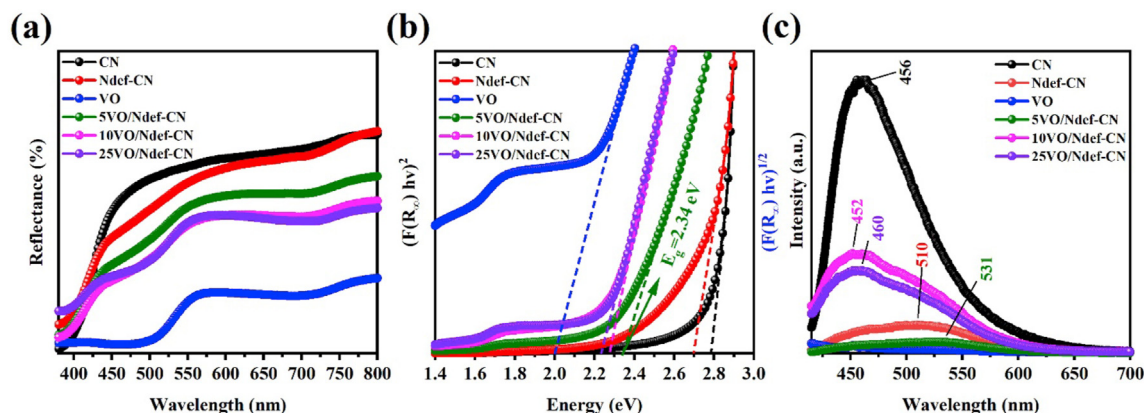 (a)
CN
Ndef-CN
VO
5VO/Ndef-CN
10VO/Ndef-CN
25VO/Ndef-CN
Reflectance (%)
400 450 500 550 600 650 700 750 800
Wavelength (nm)
(b)
CN
Ndef-CN
VO
5VO/Ndef-CN
10VO/Ndef-CN
25VO/Ndef-CN
(F(R∞) hν)²
(F(R∞) hν)¹/²
E_g=2.34 eV
1.4 1.6 1.8 2.0 2.2 2.4 2.6 2.8 3.0
Energy (eV)
(c)
456
CN
Ndef-CN
VO
5VO/Ndef-CN
10VO/Ndef-CN
25VO/Ndef-CN
452
460
510
531
Intensity (a.u.)
450 500 550 600 650 700
Wavelength (nm)